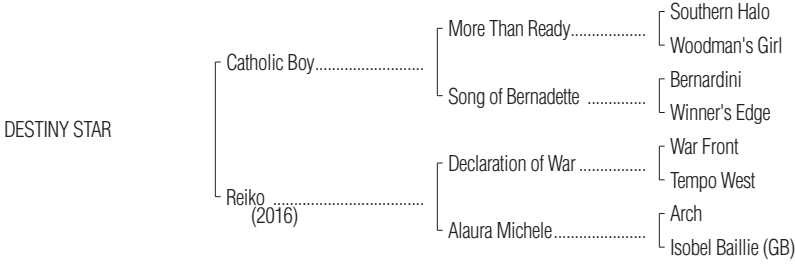 Southern Halo
More Than Ready..................
Woodman's Girl
Catholic Boy..........................
Bernardini
Song of Bernadette ..............
Winner's Edge
DESTINY STAR
War Front
Declaration of War ................
Tempo West
Reiko ....................................
(2016)
Arch
Alaura Michele......................
Isobel Baillie (GB)